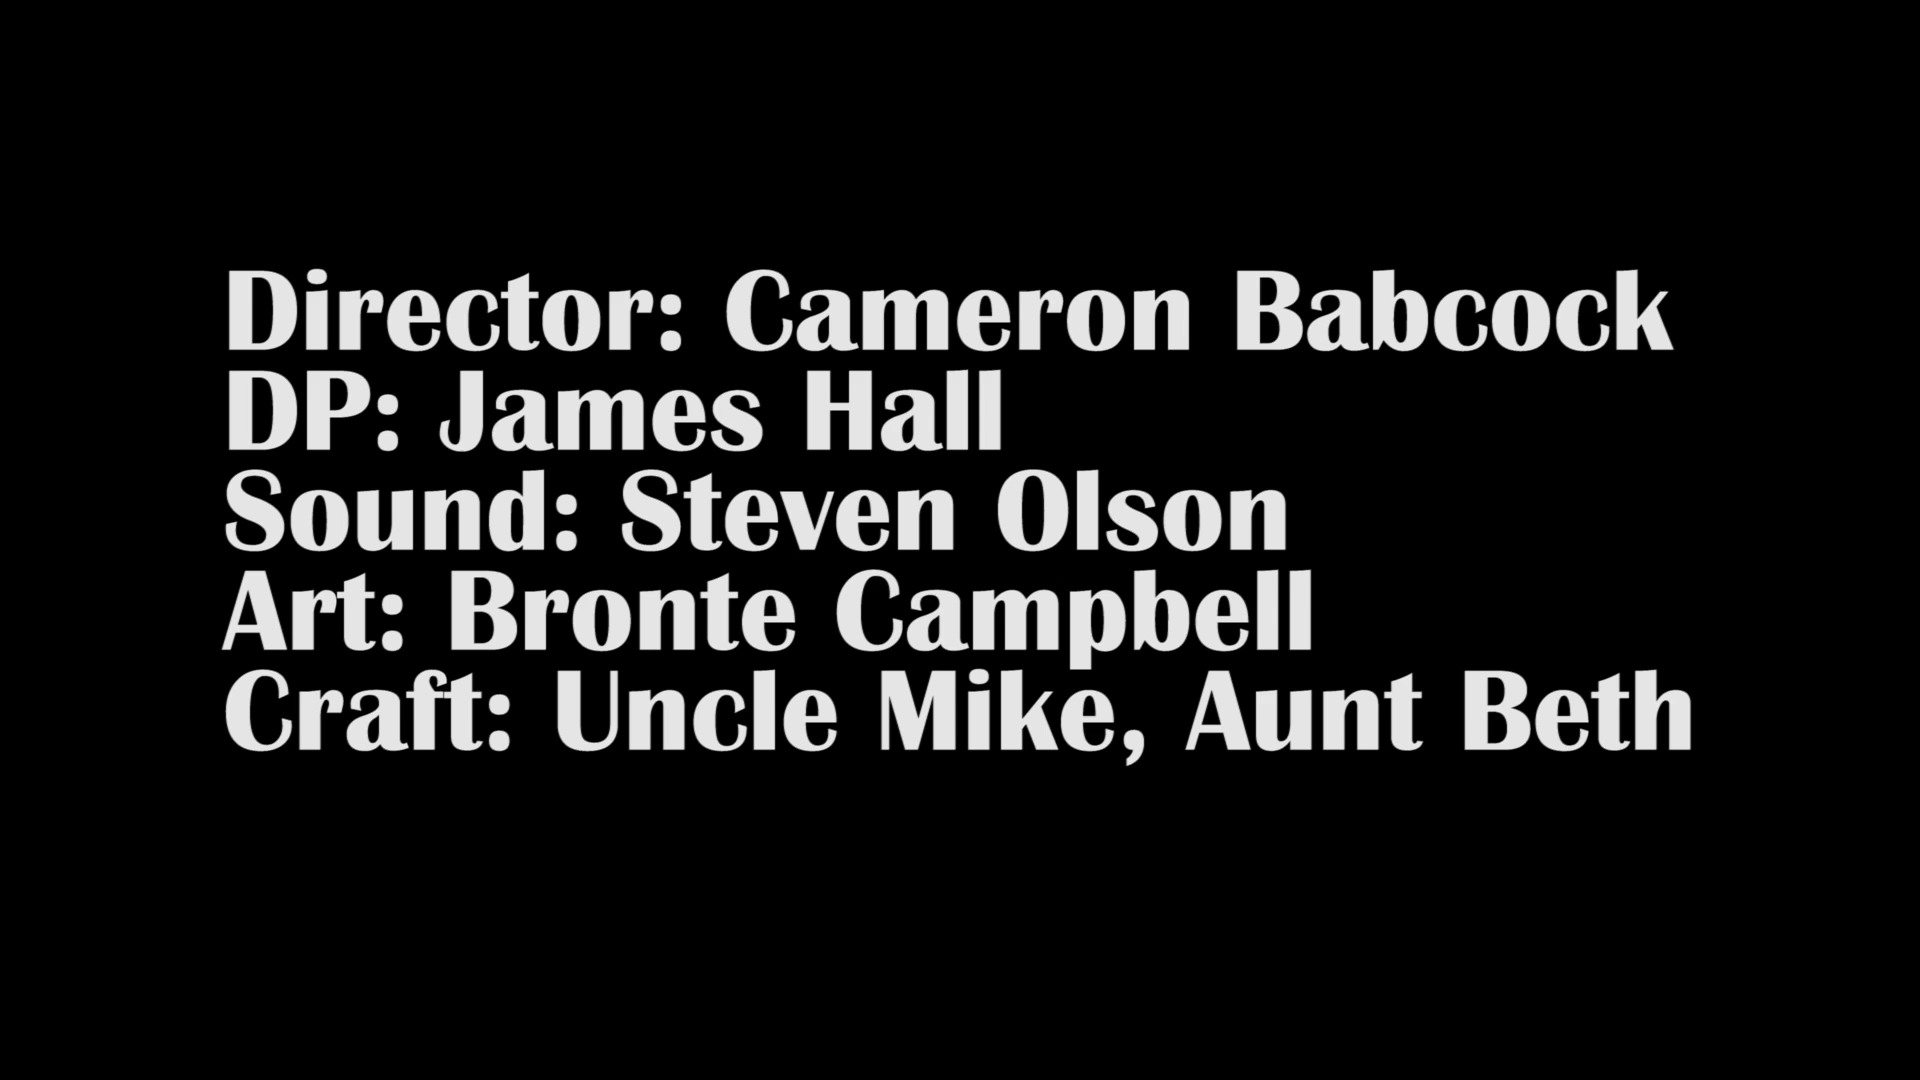 Director: Cameron Babcock
DP: James Hall
Sound: Steven Olson
Art: Bronte Campbell
Craft: Uncle Mike, Aunt Beth